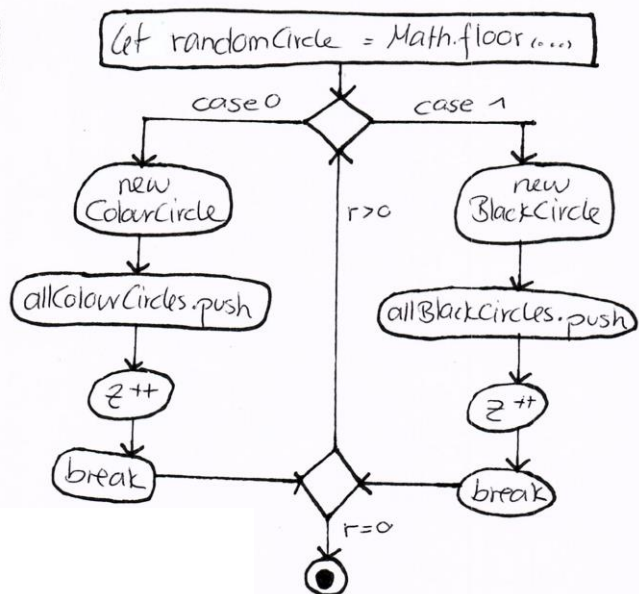 let randomCircle = Math.floor(...)
case 0
case 1
new
ColourCircle
new
BlackCircle
r>0
allColourCircles.push
allBlackCircles.push
z++
z++
break
break
r=0